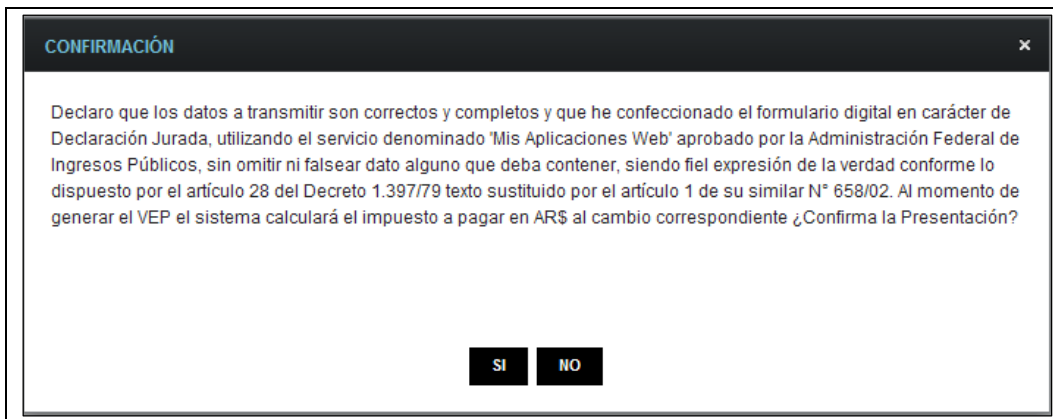 CONFIRMACIÓN
×
Declaro que los datos a transmitir son correctos y completos y que he confeccionado el formulario digital en carácter de
Declaración Jurada, utilizando el servicio denominado 'Mis Aplicaciones Web' aprobado por la Administración Federal de
Ingresos Públicos, sin omitir ni falsear dato alguno que deba contener, siendo fiel expresión de la verdad conforme lo
dispuesto por el artículo 28 del Decreto 1.397/79 texto sustituido por el artículo 1 de su similar N° 658/02. Al momento de
generar el VEP el sistema calculará el impuesto a pagar en AR$ al cambio correspondiente ¿Confirma la Presentación?
SI
NO